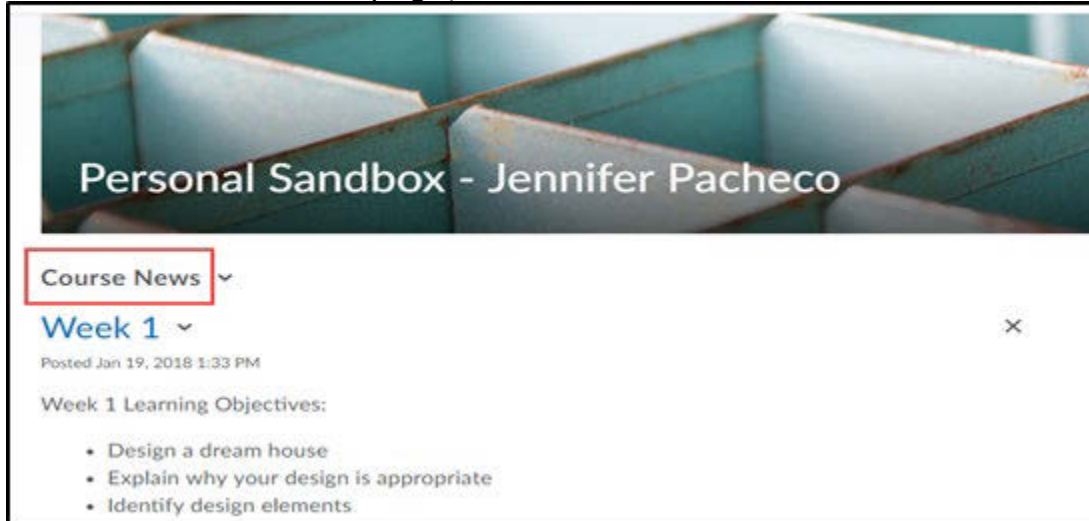 Personal Sandbox - Jennifer Pacheco
Course News
Week 1
Posted Jan 19, 2018 1:33 PM
Week 1 Learning Objectives:
• Design a dream house
• Explain why your design is appropriate
• Identify design elements